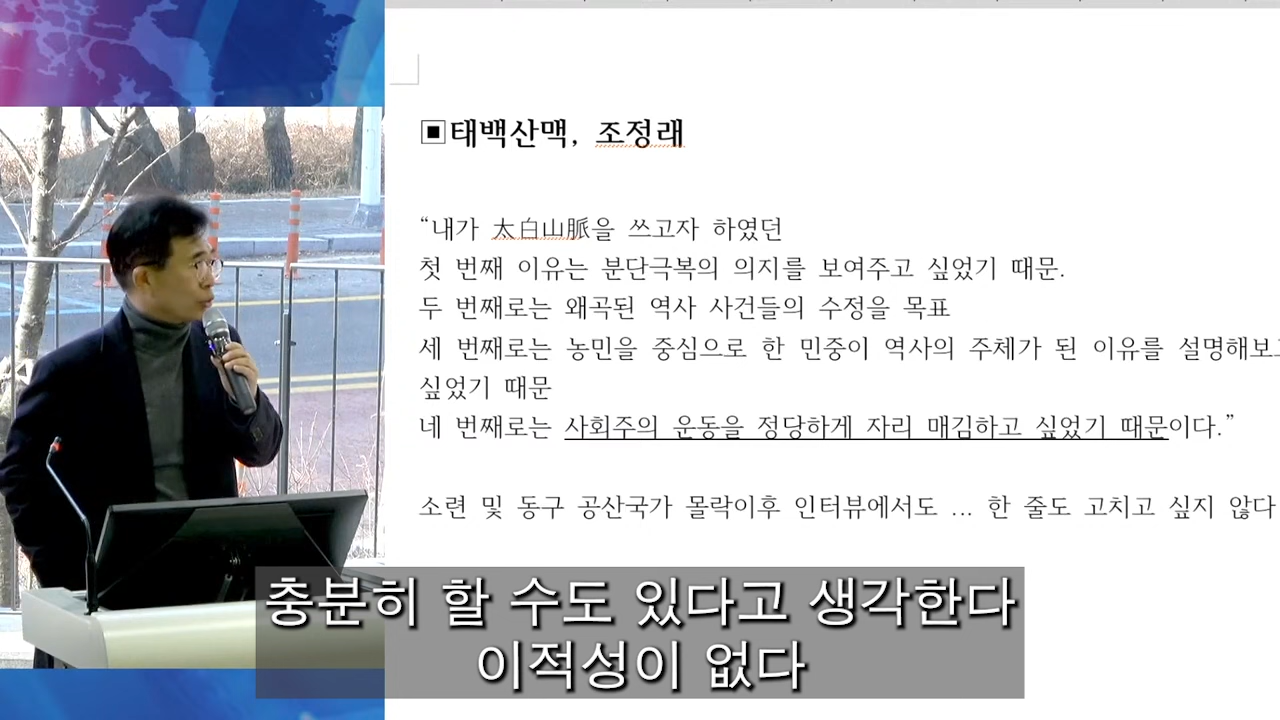 ▣태백산맥, 조정래
“내가 太白山脈을 쓰고자 하였던
첫 번째 이유는 분단극복의 의지를 보여주고 싶었기 때문.
두 번째로는 왜곡된 역사 사건들의 수정을 목표
세 번째로는 농민을 중심으로 한 민중이 역사의 주체가 된 이유를 설명해보고
싶었기 때문
네 번째로는 사회주의 운동을 정당하게 자리 매김하고 싶었기 때문이다.”
소련 및 동구 공산국가 몰락이후 인터뷰에서도 ... 한 줄도 고치고 싶지 않다
충분히 할 수도 있다고 생각한다
이적성이 없다